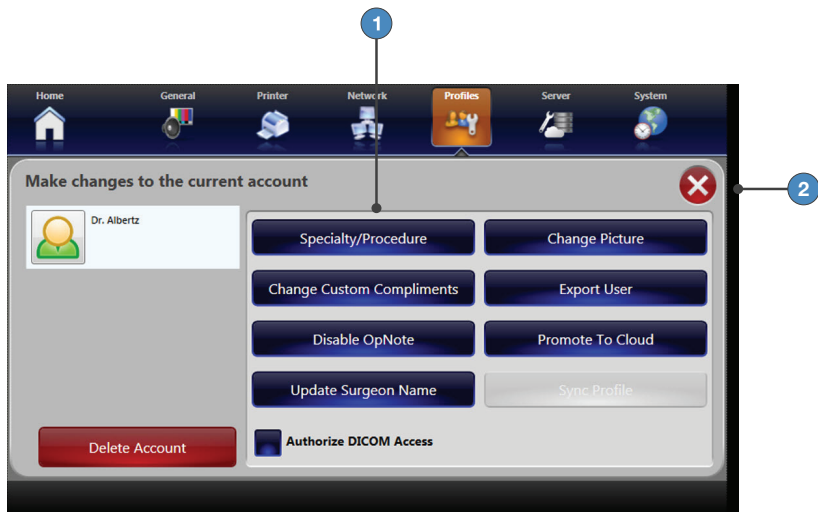 1
Home General Printer Network Profiles Server System
Make changes to the current account
2
Dr. Albertz
Specialty/Procedure Change Picture
Change Custom Compliments Export User
Disable OpNote Promote To Cloud
Update Surgeon Name Sync Profile
Authorize DICOM Access
Delete Account